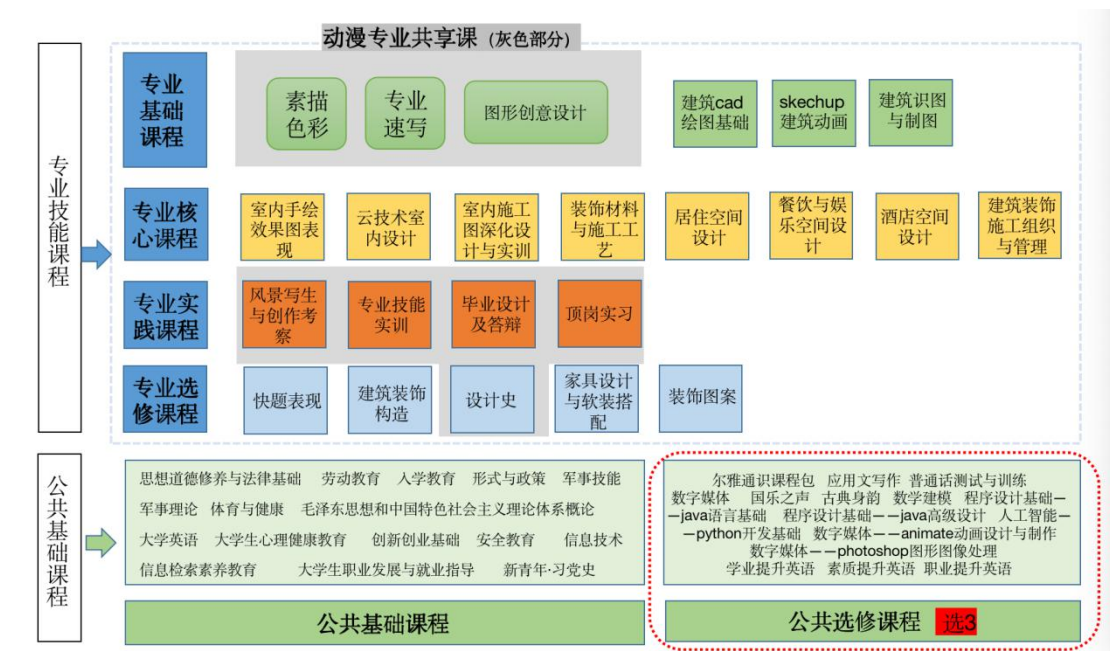 动漫专业共享课（灰色部分）
专业技能课程
专业
基础
课程
素描
色彩
专业
速写
图形创意设计
建筑cad
绘图基础
skechup
建筑动画
建筑识图
与制图
专业核
心课程
室内手绘
效果图表
现
云技术室
内设计
室内施工
图深化设
计与实训
装饰材料
与施工工
艺
居住空间
设计
餐饮与娱
乐空间设
计
酒店空间
设计
建筑装饰
施工组织
与管理
专业实
践课程
风景写生
与创作考
察
专业技能
实训
毕业设计
及答辩
顶岗实习
专业选
修课程
快题表现
建筑装饰
构造
设计史
家具设计
与软装搭
配
装饰图案
公共基础课程
思想道德修养与法律基础 劳动教育 入学教育 形式与政策 军事技能
军事理论 体育与健康 毛泽东思想和中国特色社会主义理论体系概论
大学英语 大学生心理健康教育 创新创业基础 安全教育 信息技术
信息检索素养教育 大学生职业发展与就业指导 新青年·习党史
公共基础课程
尔雅通识课程包 应用文写作 普通话测试与训练
数字媒体 国乐之声 古典身韵 数学建模 程序设计基础—
—java语言基础 程序设计基础——java高级设计 人工智能—
—python开发基础 数字媒体——animate动画设计与制作
数字媒体——photoshop图形图像处理
学业提升英语 素质提升英语 职业提升英语
公共选修课程 选3